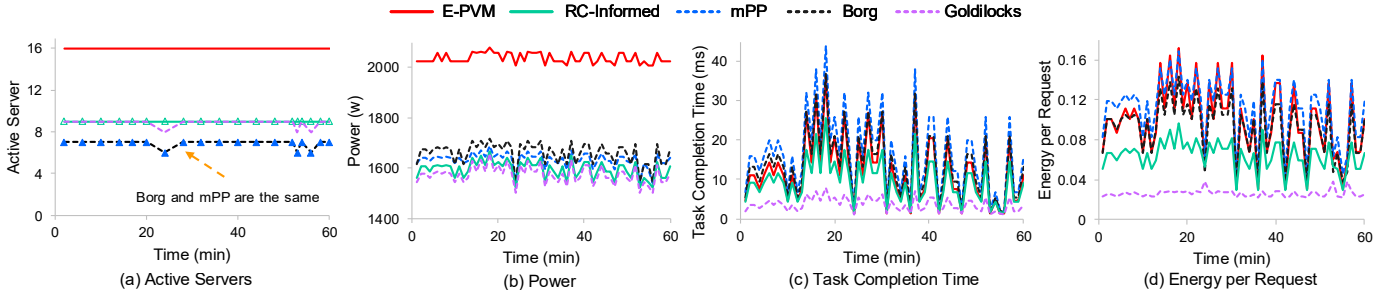 E-PVM RC-Informed mPP Borg Goldilocks
Active Server
16
12
8
4
0
0 20 40 60
Borg and mPP are the same
Time (min)
(a) Active Servers
Power (w)
2000
1800
1600
1400
0 20 40 60
Time (min)
(b) Power
Task Completion Time (ms)
40
30
20
10
0
0 10 20 30 40 50 60
Time (min)
(c) Task Completion Time
Energy per Request
0.16
0.12
0.08
0.04
0
0 20 40 60
Time (min)
(d) Energy per Request